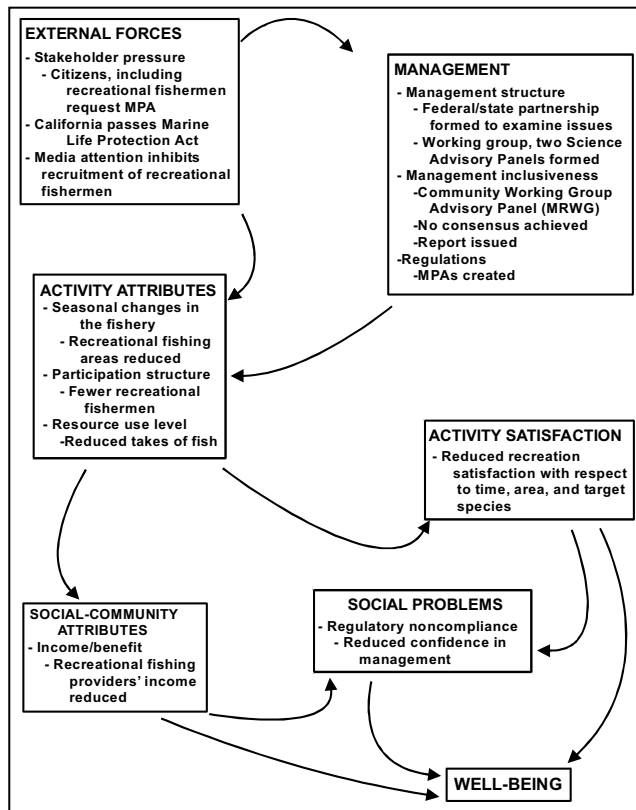 EXTERNAL FORCES
- Stakeholder pressure
- Citizens, including
recreational fishermen
request MPA
- California passes Marine
Life Protection Act
- Media attention inhibits
recruitment of recreational
fishermen
MANAGEMENT
- Management structure
- Federal/state partnership
formed to examine issues
- Working group, two Science
Advisory Panels formed
- Management inclusiveness
-Community Working Group
Advisory Panel (MRWG)
-No consensus achieved
-Report issued
-Regulations
-MPAs created
ACTIVITY ATTRIBUTES
- Seasonal changes in
the fishery
- Recreational fishing
areas reduced
- Participation structure
- Fewer recreational
fishermen
- Resource use level
-Reduced takes of fish
ACTIVITY SATISFACTION
- Reduced recreation
satisfaction with respect
to time, area, and target
species
SOCIAL-COMMUNITY
ATTRIBUTES
- Income/benefit
- Recreational fishing
providers' income
reduced
SOCIAL PROBLEMS
- Regulatory noncompliance
- Reduced confidence in
management
WELL-BEING